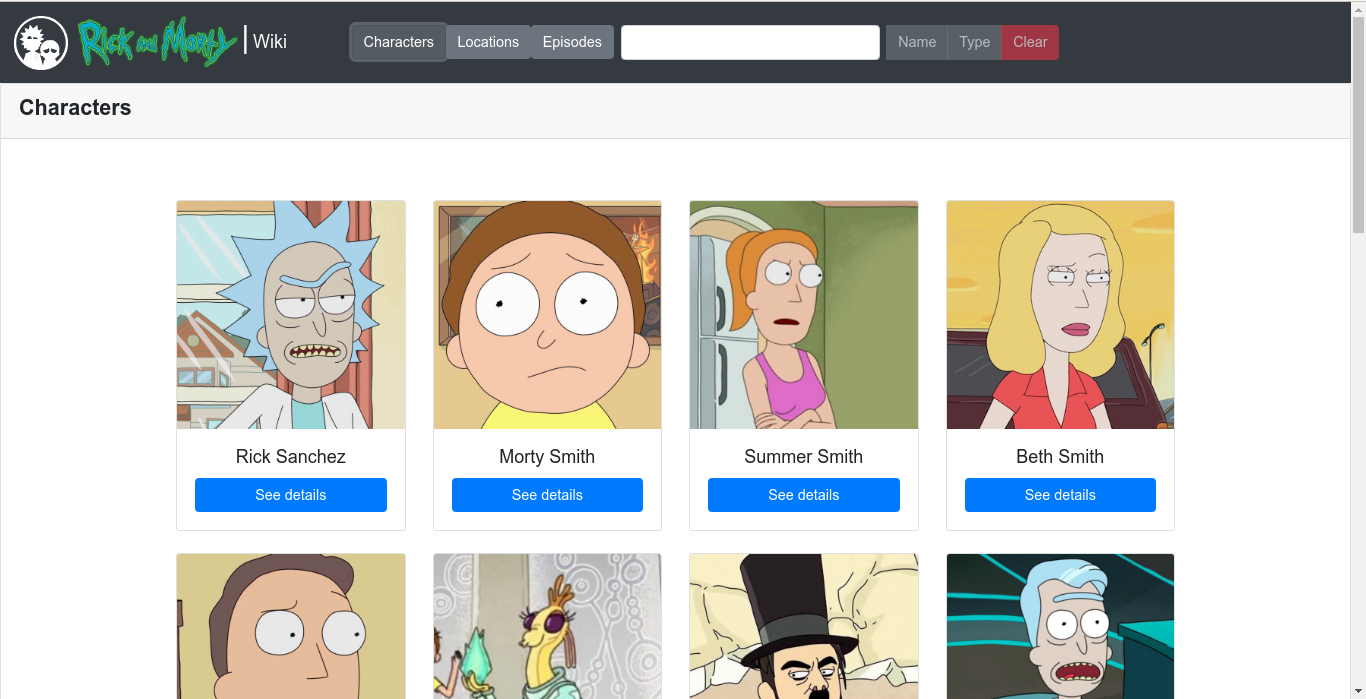 Rick and Morty | Wiki
Characters Locations Episodes Name Type Clear
Characters
Rick Sanchez Morty Smith Summer Smith Beth Smith
See details See details See details See details